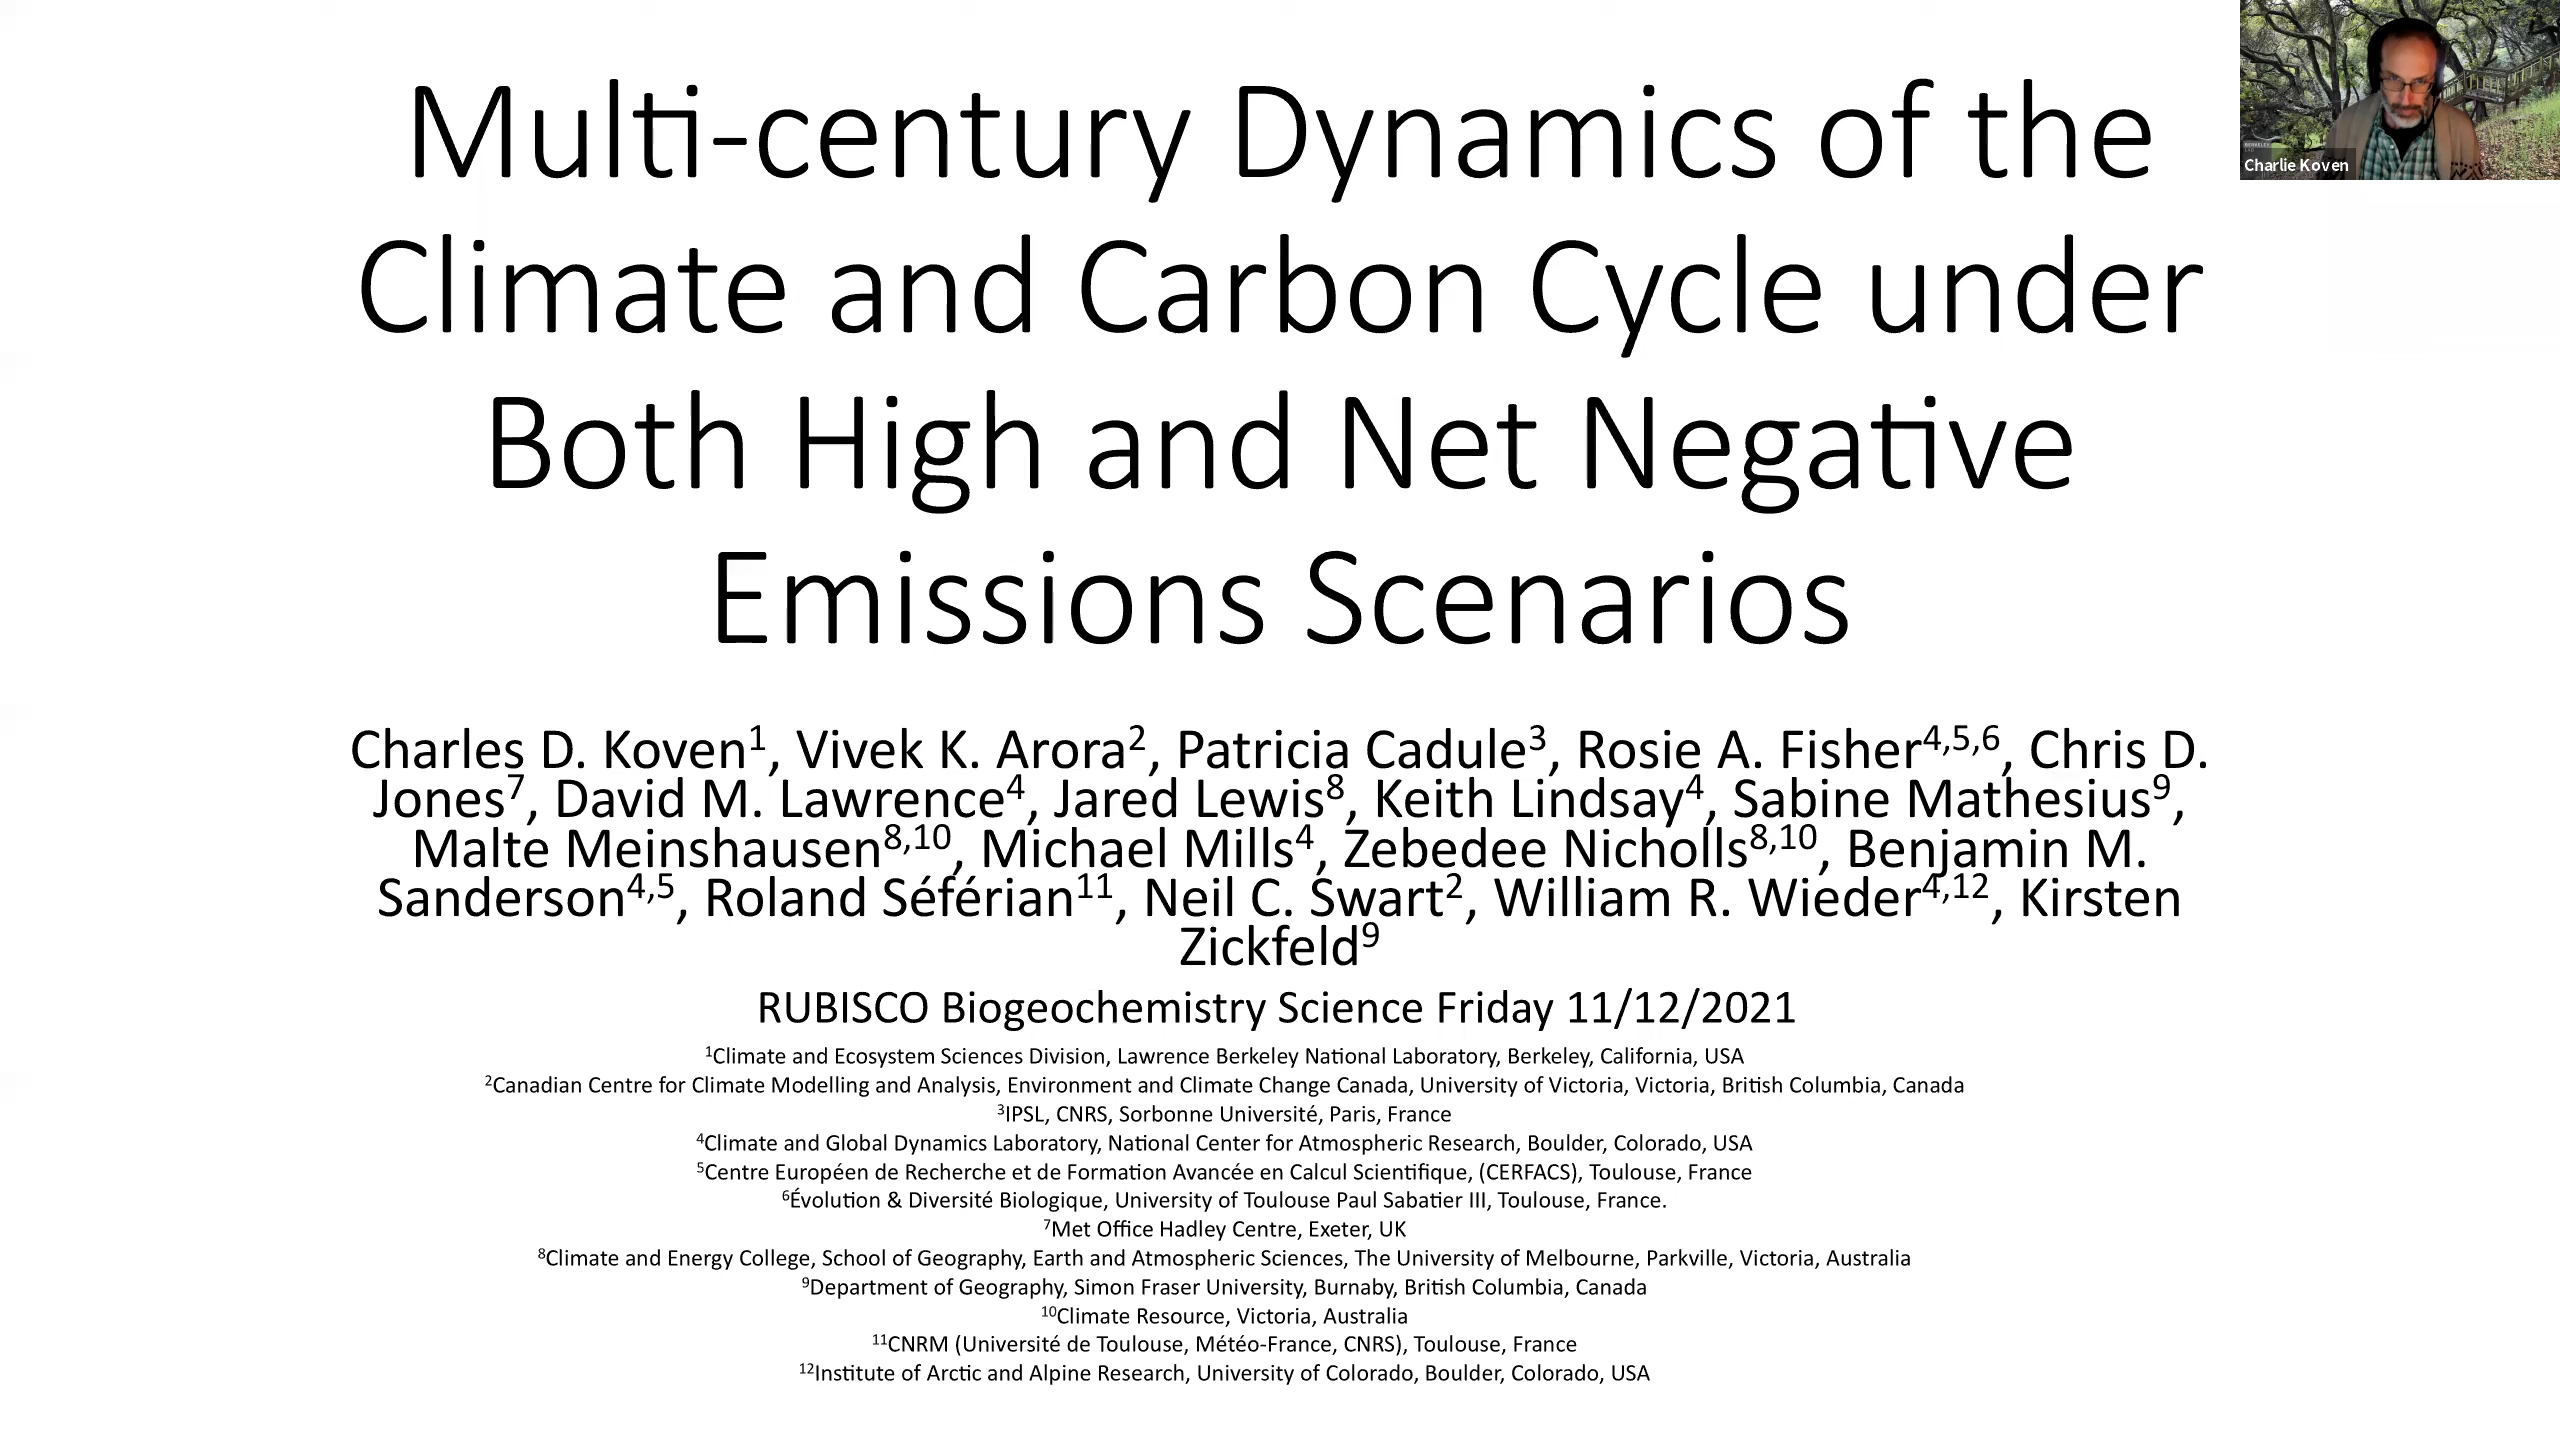 Multi-century Dynamics of the
Climate and Carbon Cycle under
Both High and Net Negative
Emissions Scenarios
Charlie Koven
Charles D. Koven1, Vivek K. Arora2, Patricia Cadule3, Rosie A. Fisher4,5,6, Chris D.
Jones7, David M. Lawrence4, Jared Lewis8, Keith Lindsay4, Sabine Mathesius9,
Malte Meinshausen8,10, Michael Mills4, Zebedee Nicholls8,10, Benjamin M.
Sanderson4,5, Roland Séférian11, Neil C. Swart2, William R. Wieder4,12, Kirsten
Zickfeld9
RUBISCO Biogeochemistry Science Friday 11/12/2021
1Climate and Ecosystem Sciences Division, Lawrence Berkeley National Laboratory, Berkeley, California, USA
2Canadian Centre for Climate Modelling and Analysis, Environment and Climate Change Canada, University of Victoria, Victoria, British Columbia, Canada
3IPSL, CNRS, Sorbonne Université, Paris, France
4Climate and Global Dynamics Laboratory, National Center for Atmospheric Research, Boulder, Colorado, USA
5Centre Européen de Recherche et de Formation Avancée en Calcul Scientifique, (CERFACS), Toulouse, France
6Évolution & Diversité Biologique, University of Toulouse Paul Sabatier III, Toulouse, France.
7Met Office Hadley Centre, Exeter, UK
8Climate and Energy College, School of Geography, Earth and Atmospheric Sciences, The University of Melbourne, Parkville, Victoria, Australia
9Department of Geography, Simon Fraser University, Burnaby, British Columbia, Canada
10Climate Resource, Victoria, Australia
11CNRM (Université de Toulouse, Météo-France, CNRS), Toulouse, France
12Institute of Arctic and Alpine Research, University of Colorado, Boulder, Colorado, USA